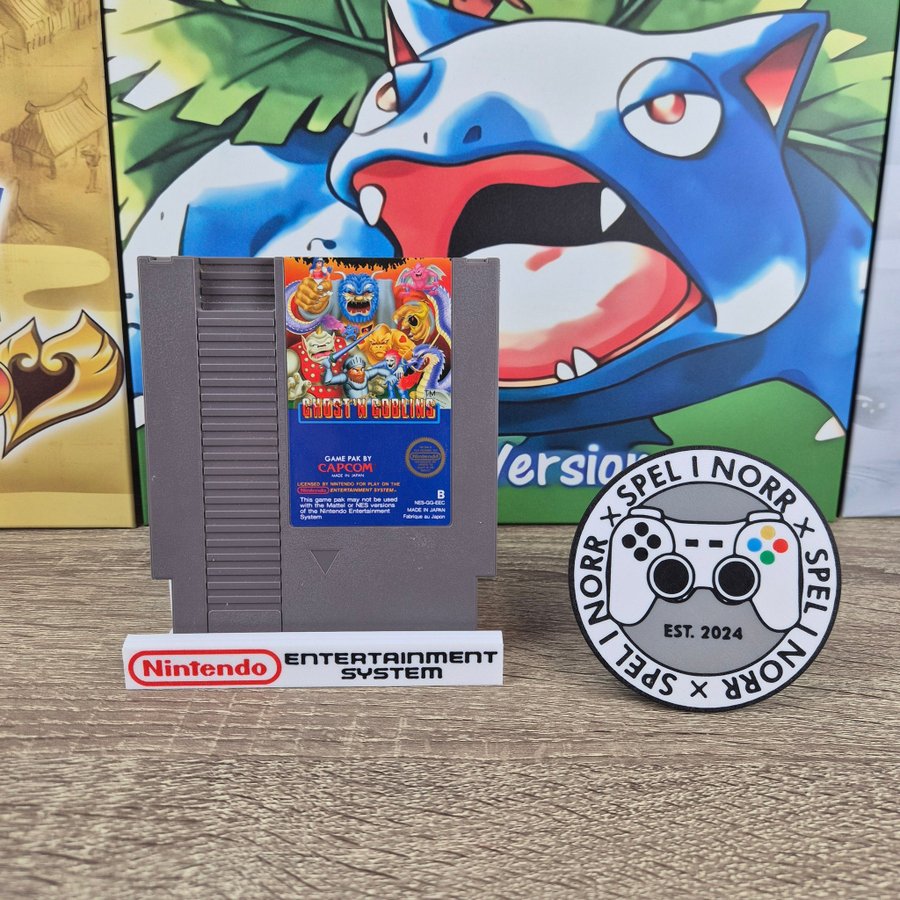 GHOST'N GOBLINS
TM
GAME PAK BY
CAPCOM
MADE IN JAPAN
LICENSED BY NINTENDO FOR PLAY ON THE
Nintendo ENTERTAINMENT SYSTEM™
This game pak may not be used
with the Mattel or NES versions
of the Nintendo Entertainment
System
B
NES-GG-EEC
MADE IN JAPAN
Fabriqué au Japon
Nintendo ENTERTAINMENT
SYSTEM
Version
SPEL I NORR X SPEL I NORR X SPEL I NORR X
EST. 2024